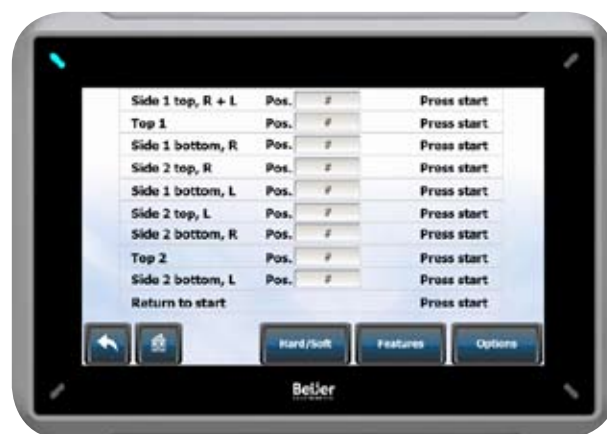 Side 1 top, R + L Pos. # Press start
Top 1 Pos. # Press start
Side 1 bottom, R Pos. # Press start
Side 2 top, R Pos. # Press start
Side 1 bottom, L Pos. # Press start
Side 2 top, L Pos. # Press start
Side 2 bottom, R Pos. # Press start
Top 2 Pos. # Press start
Side 2 bottom, L Pos. # Press start
Return to start Press start
Hard/Soft Features Options
Beijer